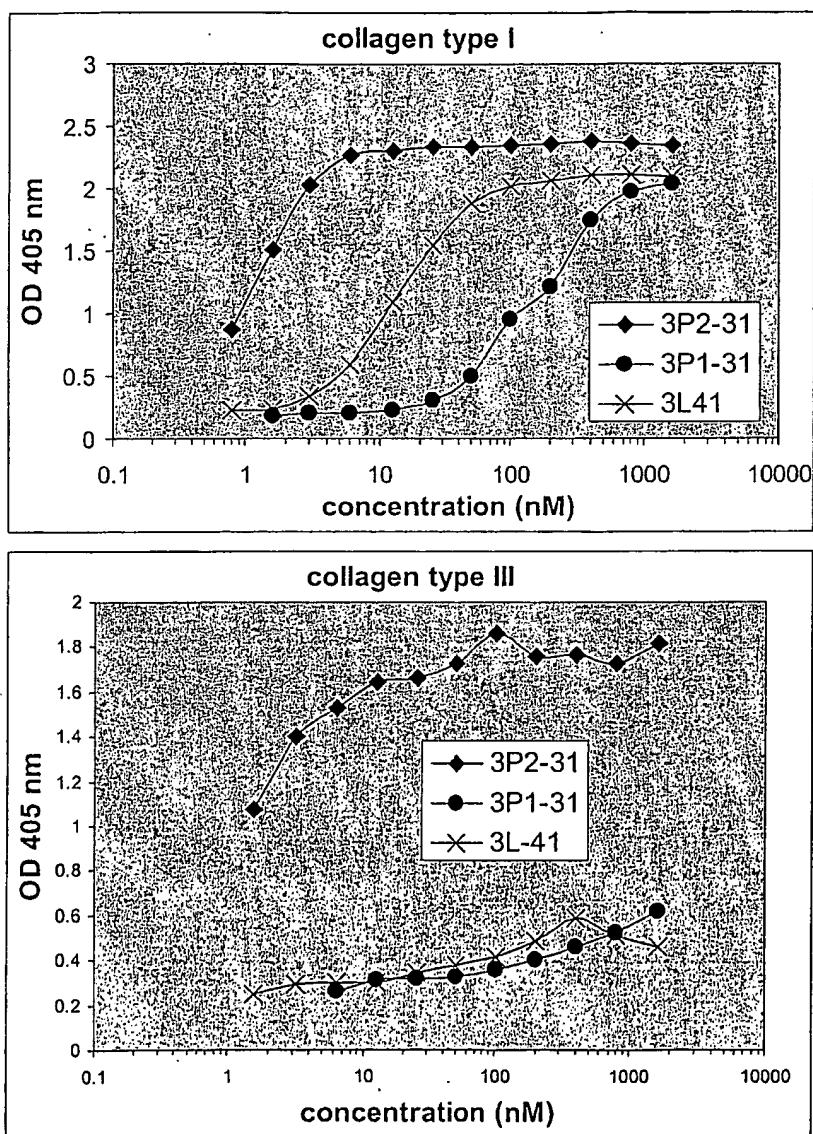 collagen type I
3
2.5
2
1.5
1
0.5
0
OD 405 nm
3P2-31
3P1-31
3L41
0.1 1 10 100 1000 10000
concentration (nM)
collagen type III
2
1.8
1.6
1.4
1.2
1
0.8
0.6
0.4
0.2
0
OD 405 nm
3P2-31
3P1-31
3L-41
0.1 1 10 100 1000 10000
concentration (nM)